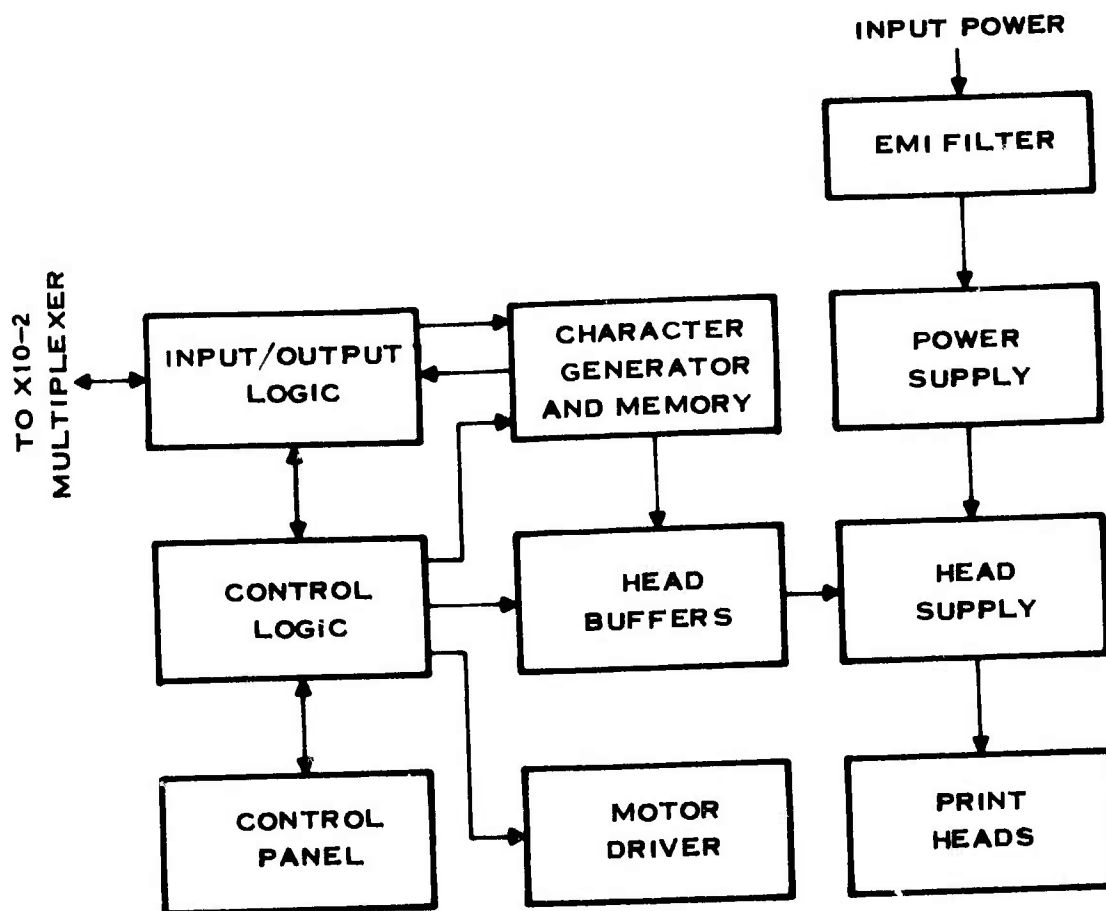 INPUT POWER
EMI FILTER
TO X10-2
MULTIPLEXER
INPUT/OUTPUT
LOGIC
CHARACTER
GENERATOR
AND MEMORY
POWER
SUPPLY
CONTROL
LOGiC
HEAD
BUFFERS
HEAD
SUPPLY
CONTROL
PANEL
MOTOR
DRIVER
PRINT
HEADS